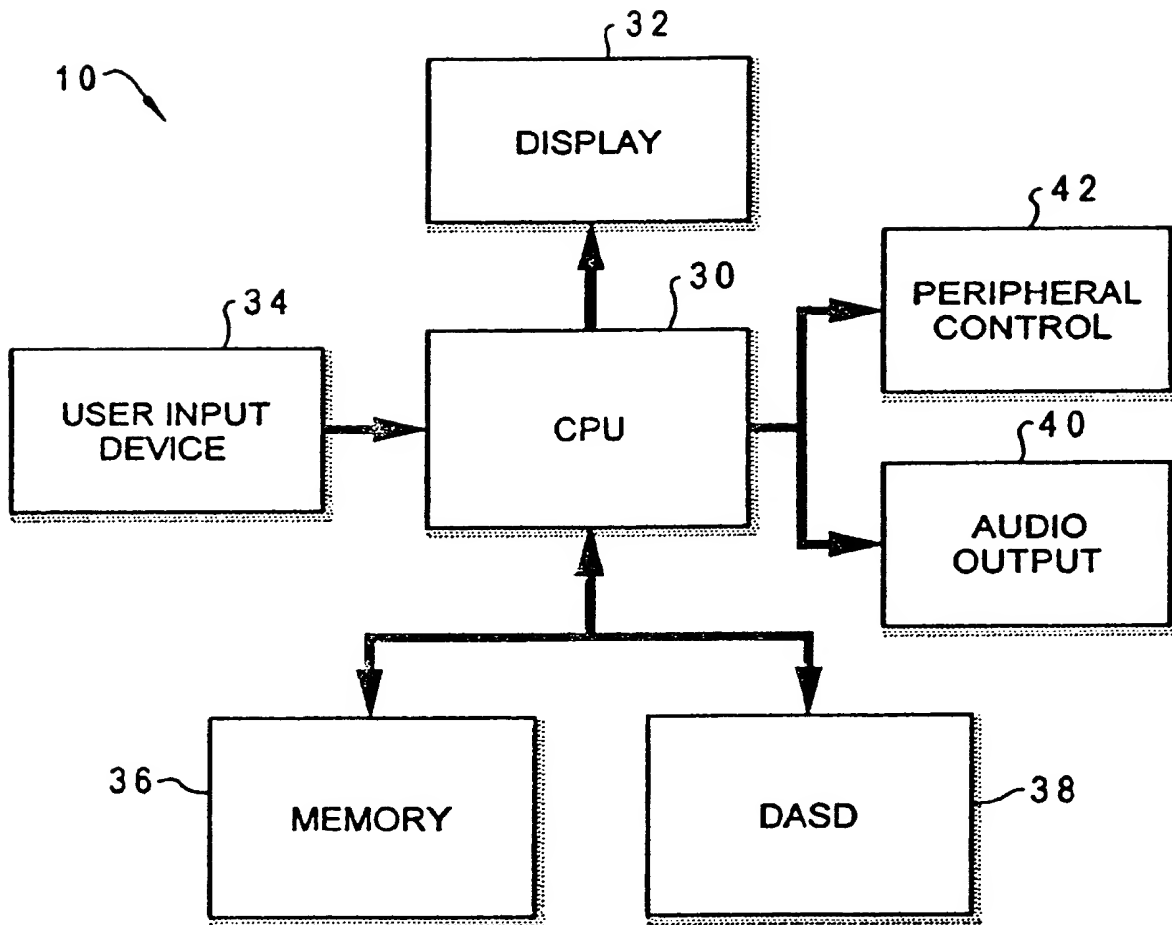 32
10
DISPLAY
42
34
30
PERIPHERAL
CONTROL
USER INPUT
DEVICE
CPU
40
AUDIO
OUTPUT
36
MEMORY
DASD
38